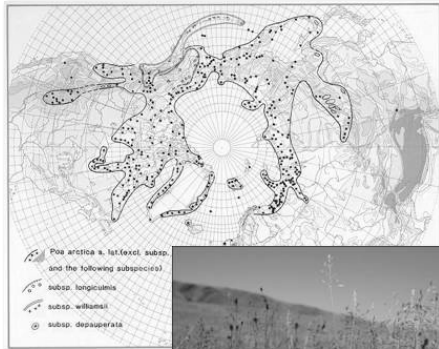 Poa arctica s. lat. (excl. subsp.
and the following subspecies)
subsp. longiculmis
subsp. williamsii
subsp. depauperata